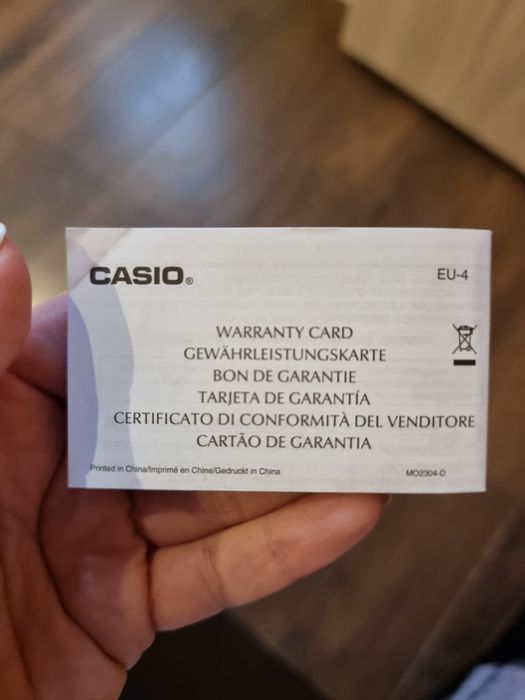 CASIO®
EU-4
WARRANTY CARD
GEWÄHRLEISTUNGSKARTE
BON DE GARANTIE
TARJETA DE GARANTÍA
CERTIFICATO DI CONFORMITÀ DEL VENDITORE
CARTÃO DE GARANTIA
Printed in China/Imprimé en Chine/Gedruckt in China
MO2304-D